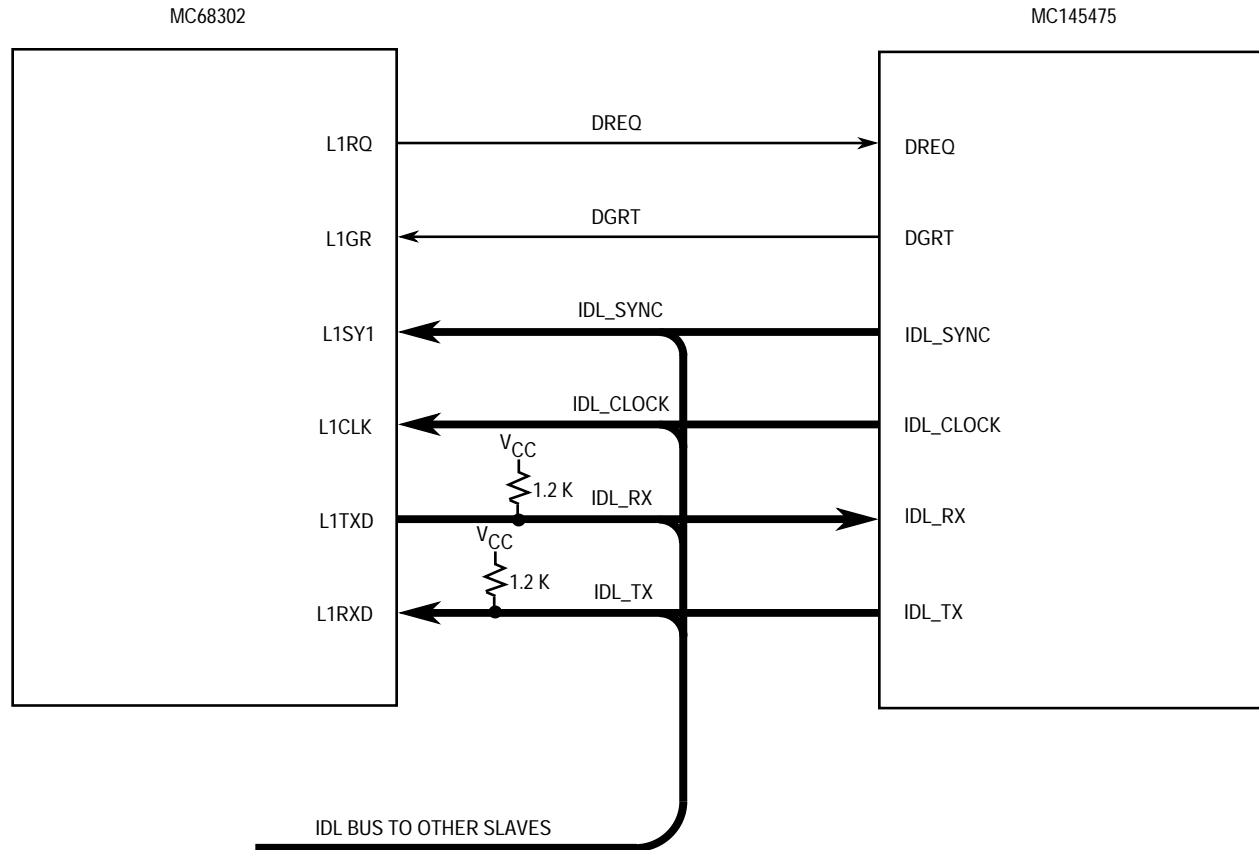 MC68302
MC145475
L1RQ
DREQ
DREQ
L1GR
DGRT
DGRT
L1SY1
IDL_SYNC
IDL_SYNC
L1CLK
IDL_CLOCK
IDL_CLOCK
VCC
1.2 K
L1TXD
IDL_RX
IDL_RX
VCC
1.2 K
L1RXD
IDL_TX
IDL_TX
IDL BUS TO OTHER SLAVES